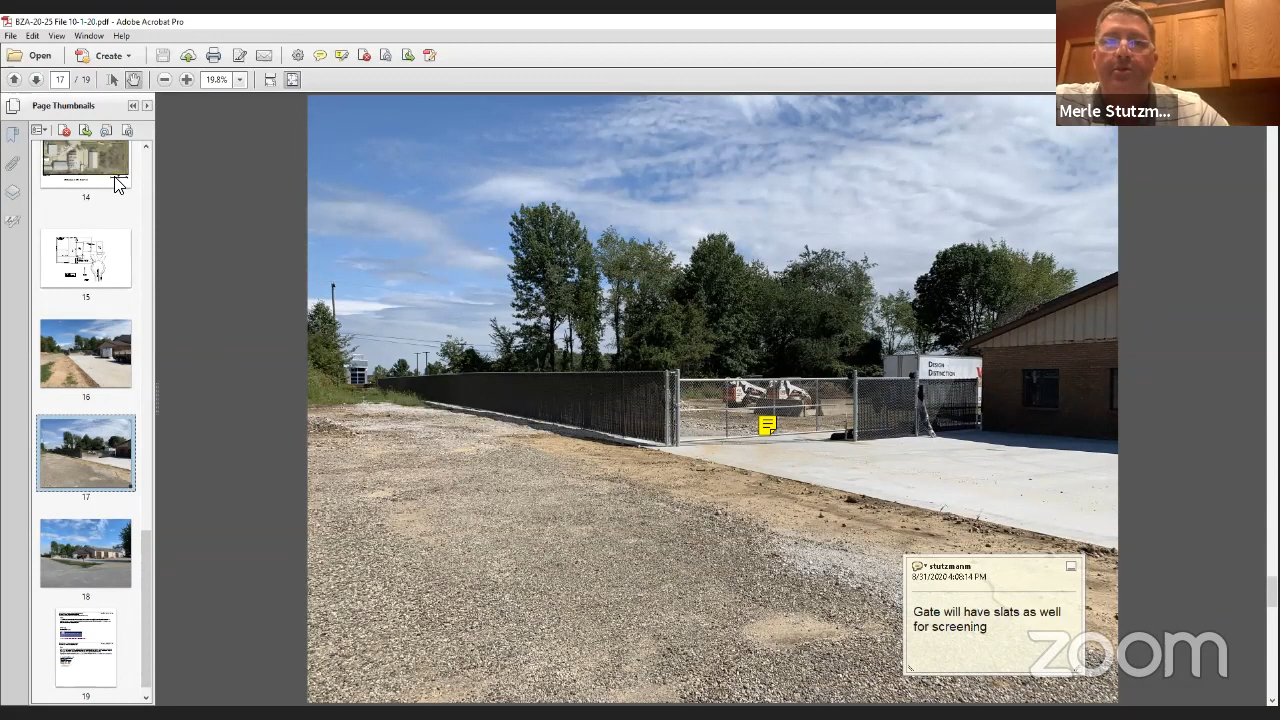 BZA-20-25 File 10-1-20.pdf - Adobe Acrobat Pro
File Edit View Window Help
Open Create
17 / 19 19.8%
Page Thumbnails
14
15
16
17
18
19
DESIGN
DISTINCTION
stutzmanm
8/31/2020 4:08:14 PM
Gate will have slats as well
for screening
Merle Stutzm...
zoom